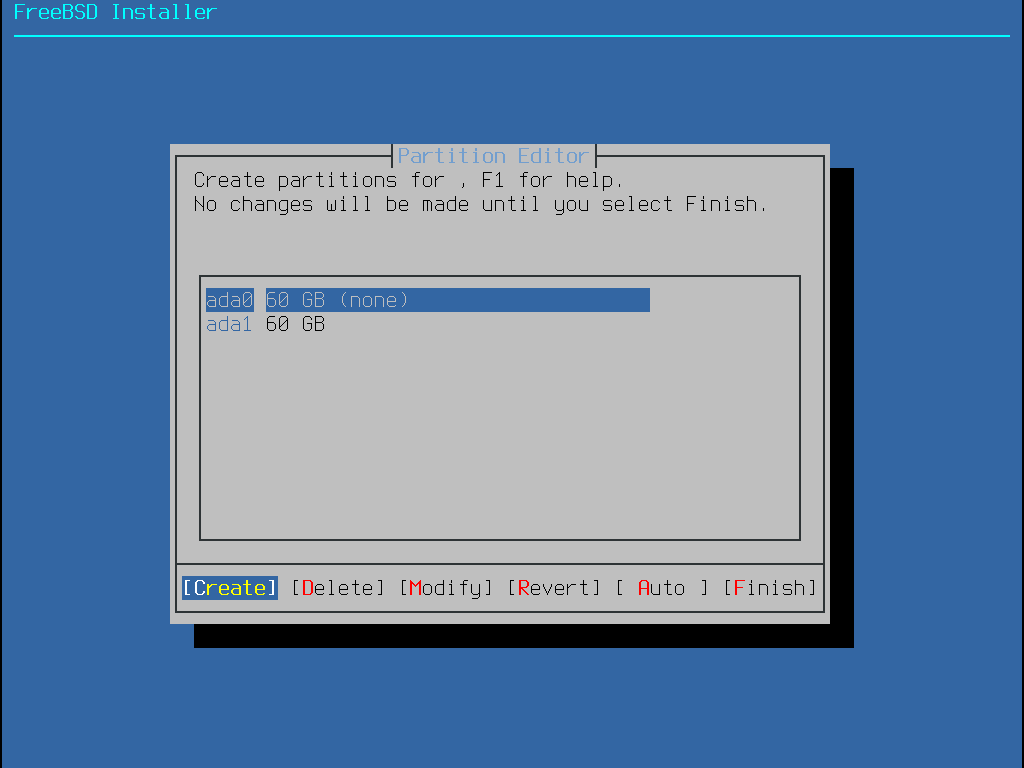 FreeBSD Installer
Partition Editor
Create partitions for , F1 for help.
No changes will be made until you select Finish.
ada0 60 GB (none)
ada1 60 GB
[Create] [Delete] [Modify] [Revert] [ Auto ] [Finish]